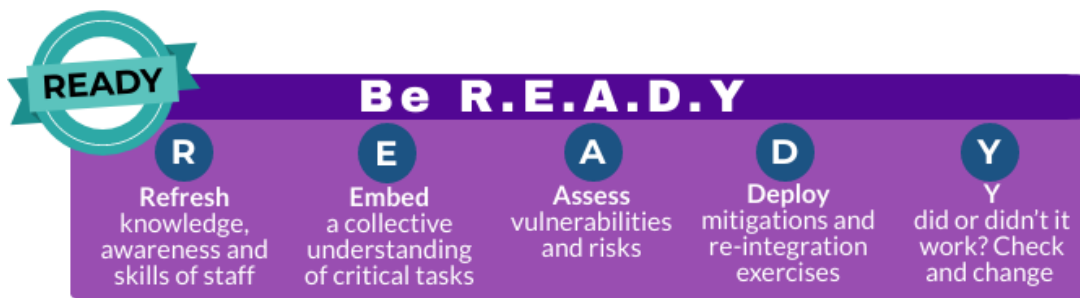 READY
Be R.E.A.D.Y
R
Refresh
knowledge,
awareness and
skills of staff
E
Embed
a collective
understanding
of critical tasks
A
Assess
vulnerabilities
and risks
D
Deploy
mitigations and
re-integration
exercises
Y
Y
did or didn't it
work? Check
and change